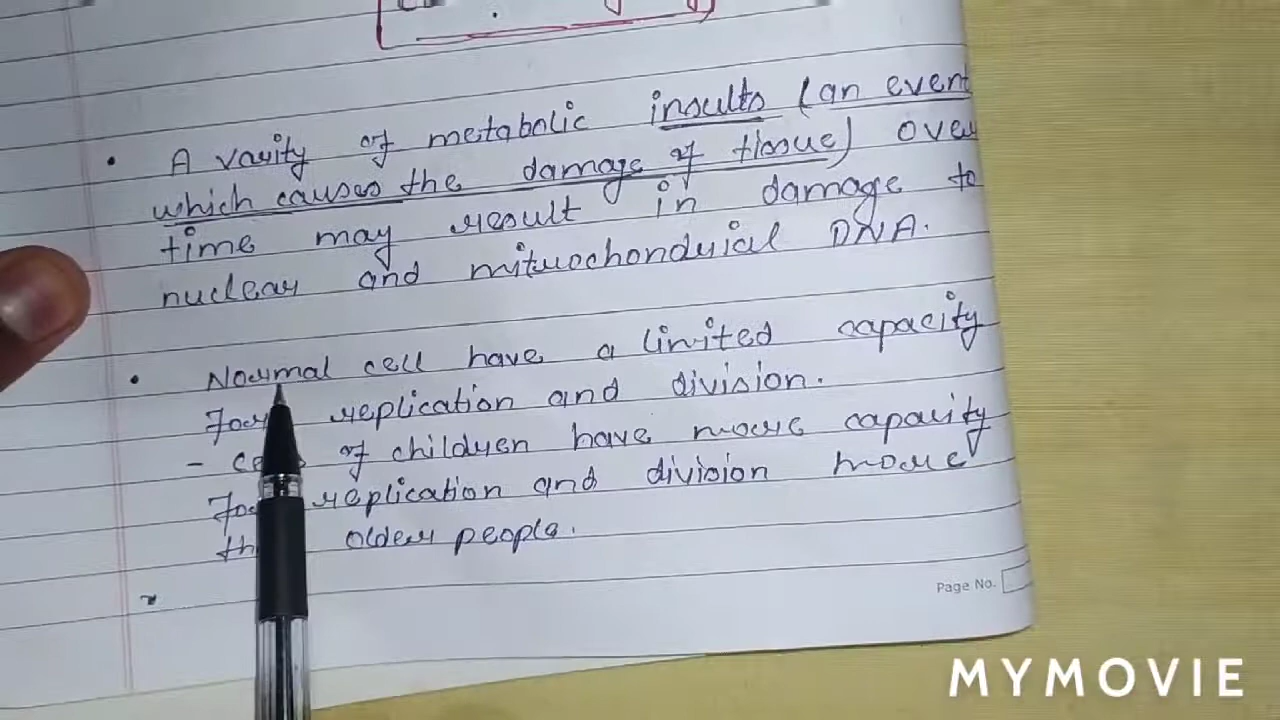 • A varity of metabolic insults (an event
which causes the damage of tissue) over
time may result in damage to
nuclear and mitrochondrial DNA.
• Normal cell have a limited capacity
For replication and division.
- of children have more capacity
replication and division more
older people.
Page No.
MYMOVIE